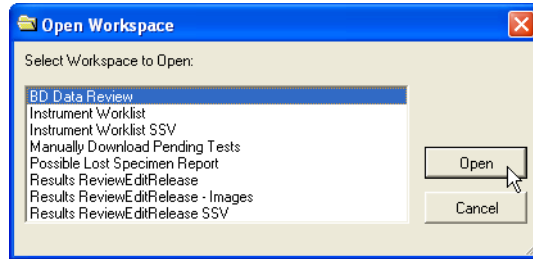 Open Workspace
Select Workspace to Open:
BD Data Review
Instrument Worklist
Instrument Worklist SSV
Manually Download Pending Tests
Possible Lost Specimen Report
Results ReviewEditRelease
Results ReviewEditRelease - Images
Results ReviewEditRelease SSV
Open
Cancel